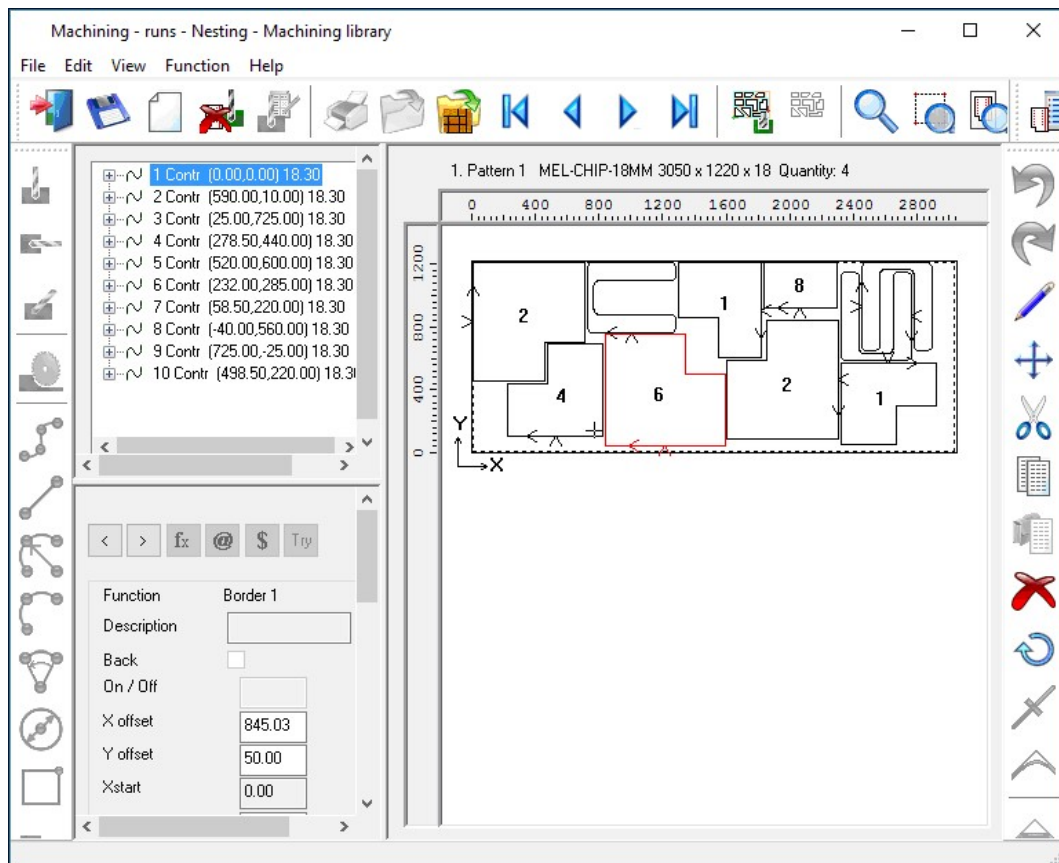 Machining - runs - Nesting - Machining library
File Edit View Function Help
1 Contr (0.00,0.00) 18.30
2 Contr (590.00,10.00) 18.30
3 Contr (25.00,725.00) 18.30
4 Contr (278.50,440.00) 18.30
5 Contr (520.00,600.00) 18.30
6 Contr (232.00,285.00) 18.30
7 Contr (58.50,220.00) 18.30
8 Contr (-40.00,560.00) 18.30
9 Contr (725.00,-25.00) 18.30
10 Contr (498.50,220.00) 18.30
< > fx @ $ Try
Function Border 1
Description
Back
On / Off
X offset 845.03
Y offset 50.00
Xstart 0.00
1. Pattern 1 MEL-CHIP-18MM 3050 x 1220 x 18 Quantity: 4
0 400 800 1200 1600 2000 2400 2800
1200
800
400
0
2 1 8
4 6 2 1
Y
X